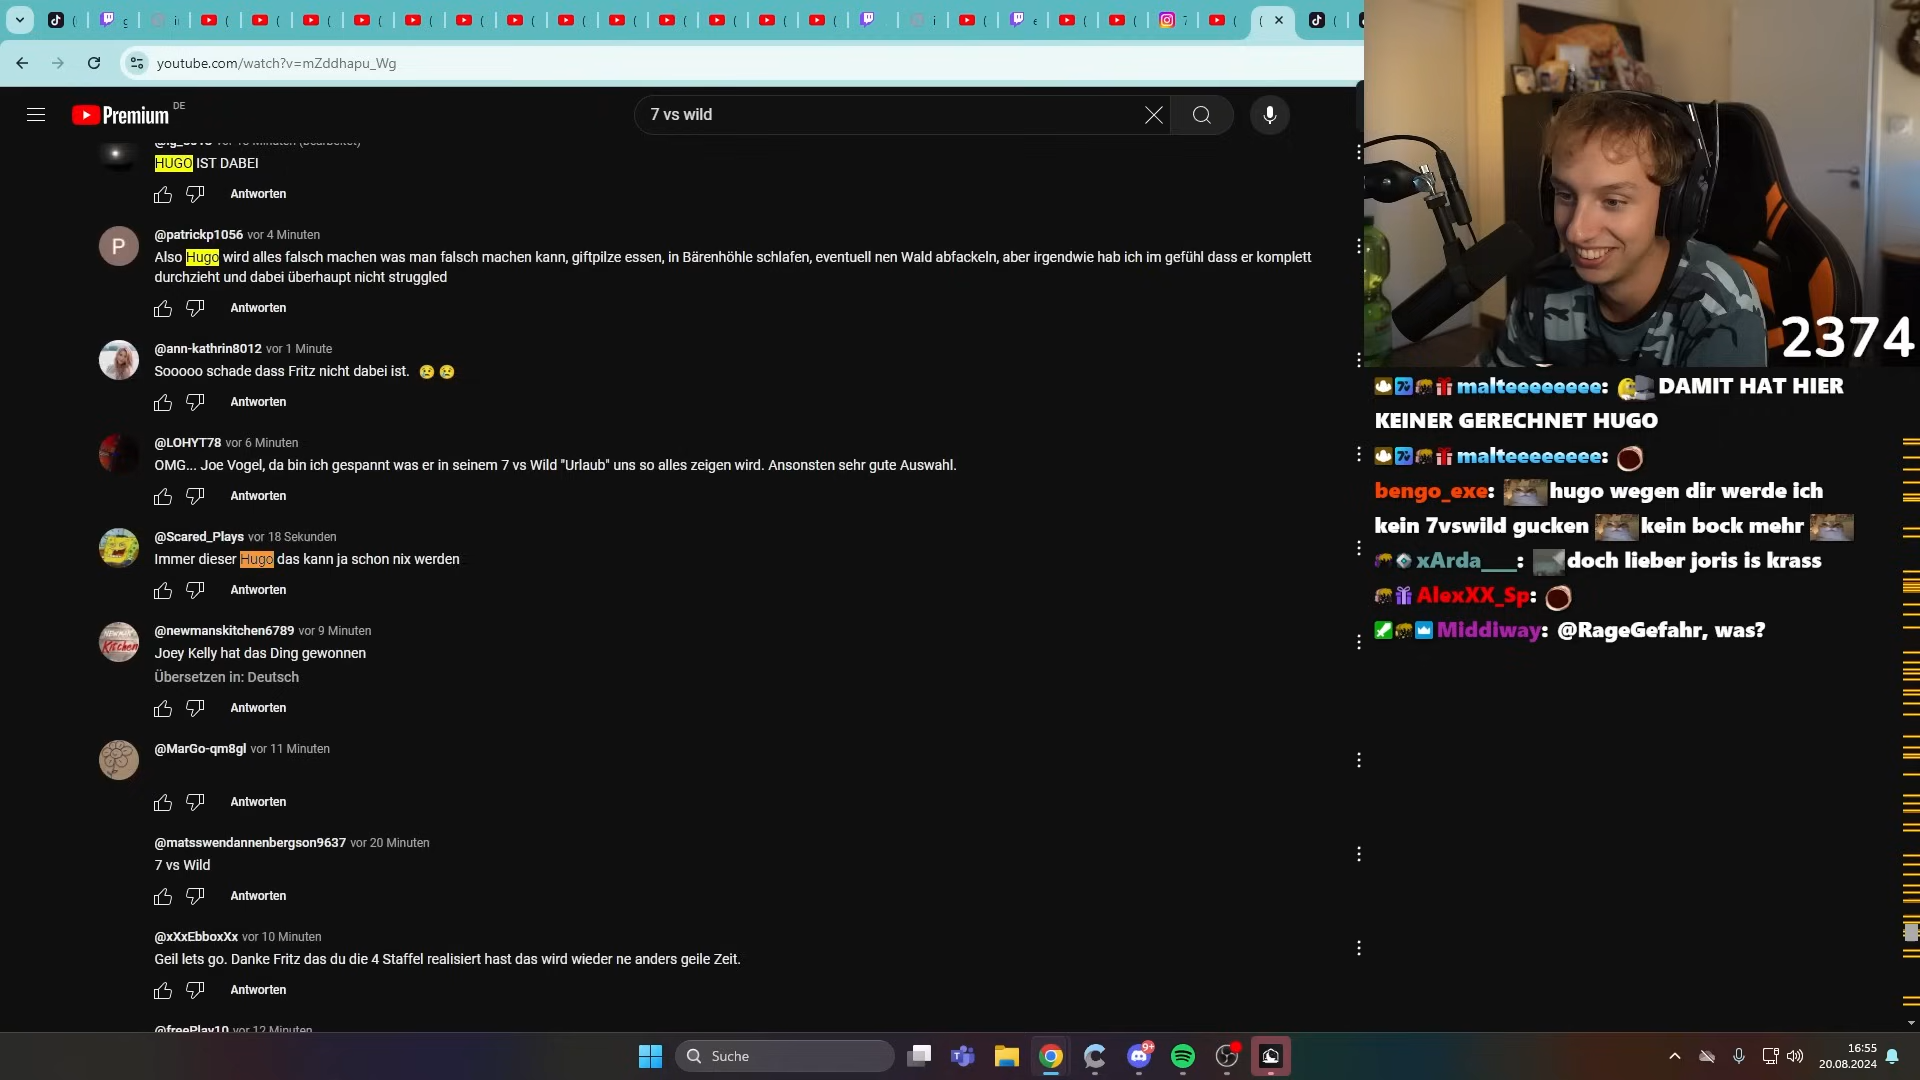 youtube.com/watch?v=mZddhapu_Wg
Premium DE
7 vs wild
HUGO IST DABEI
Antworten
P
@patrickp1056 vor 4 Minuten
Also Hugo wird alles falsch machen was man falsch machen kann, giftpilze essen, in Bärenhöhle schlafen, eventuell nen Wald abfackeln, aber irgendwie hab ich im gefühl dass er komplett
durchzieht und dabei überhaupt nicht struggled
Antworten
@ann-kathrin8012 vor 1 Minute
Sooooo schade dass Fritz nicht dabei ist. 😢😢
Antworten
@LOHYT78 vor 6 Minuten
OMG... Joe Vogel, da bin ich gespannt was er in seinem 7 vs Wild "Urlaub" uns so alles zeigen wird. Ansonsten sehr gute Auswahl.
Antworten
@Scared_Plays vor 18 Sekunden
Immer dieser Hugo das kann ja schon nix werden
Antworten
@newmanskitchen6789 vor 9 Minuten
Joey Kelly hat das Ding gewonnen
Übersetzen in: Deutsch
Antworten
@MarGo-qm8gl vor 11 Minuten
Antworten
@matsswendannenbergson9637 vor 20 Minuten
7 vs Wild
Antworten
@xXxEbboxXx vor 10 Minuten
Geil lets go. Danke Fritz das du die 4 Staffel realisiert hast das wird wieder ne anders geile Zeit.
Antworten
@freePlay10 vor 12 Minuten
2374
malteeeeeeeee: DAMIT HAT HIER
KEINER GERECHNET HUGO
malteeeeeeeee:
bengo_exe: hugo wegen dir werde ich
kein 7vswild gucken kein bock mehr
xArda___: doch lieber joris is krass
AlexXX_Sp:
Middiway: @RageGefahr, was?
Suche
9+
16:55
20.08.2024